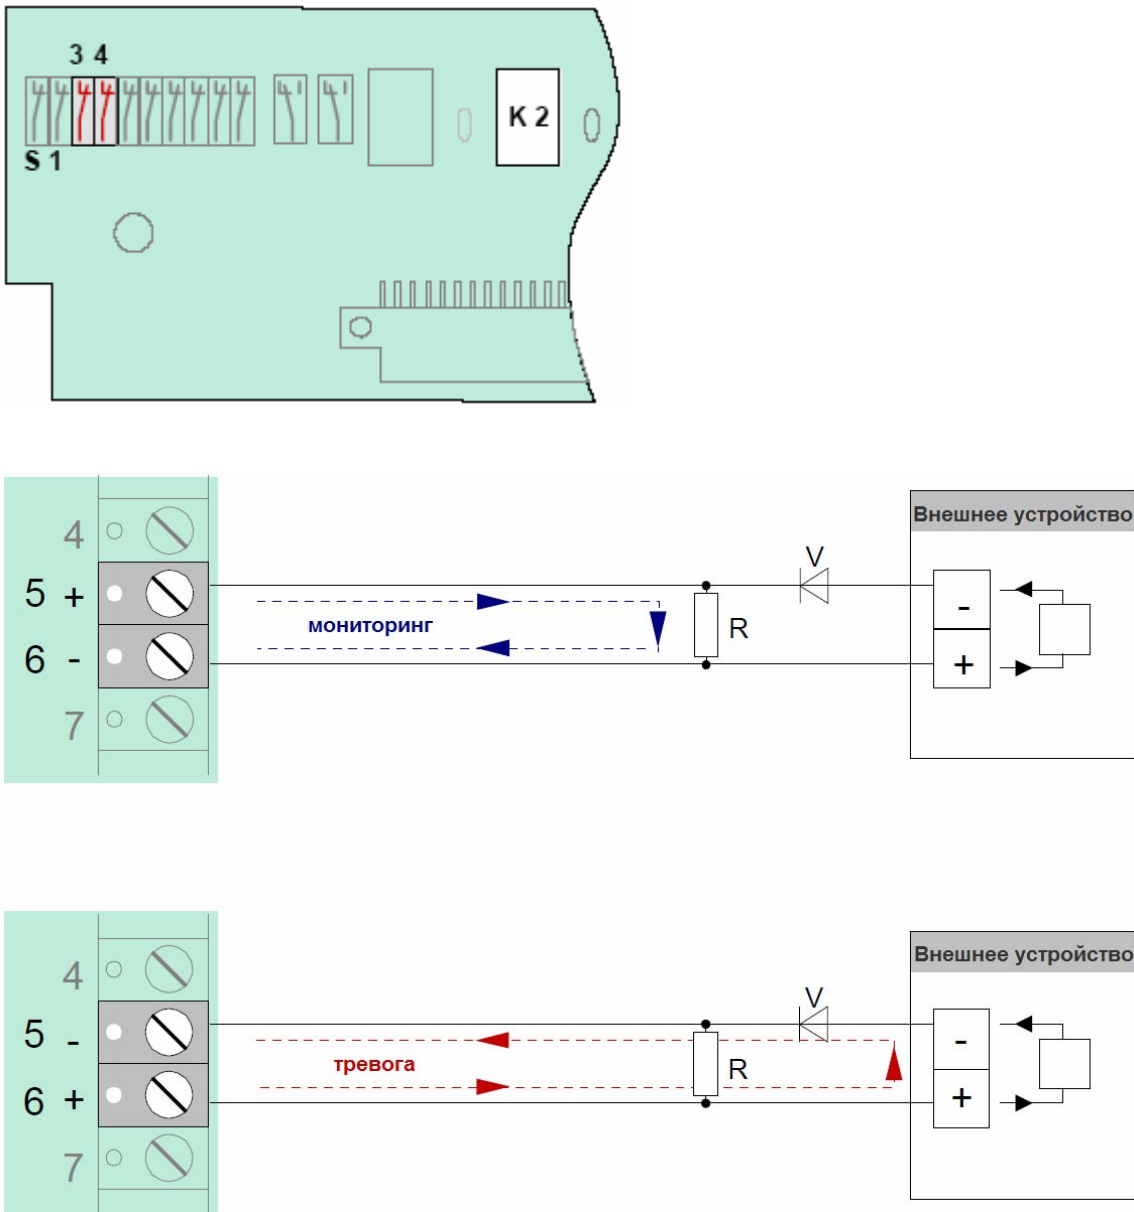 3 4
K 2
S 1
4
Внешнее устройство
V
5 +
-
мониторинг
R
6 -
+
7
4
Внешнее устройство
V
5 -
-
тревога
R
6 +
+
7